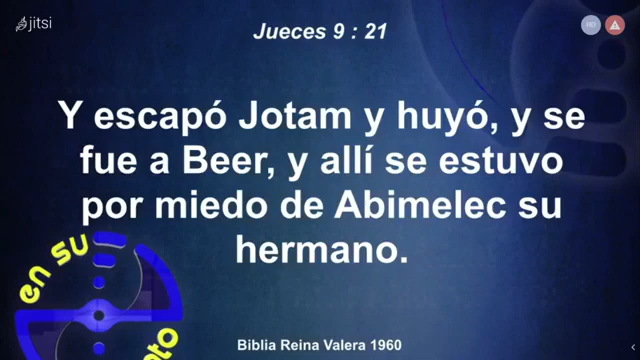 jitsi
HD
Jueces 9 : 21
Y escapó Jotam y huyó, y se
fue a Beer, y allí se estuvo
por miedo de Abimelec su
hermano.
en su
Biblia Reina Valera 1960